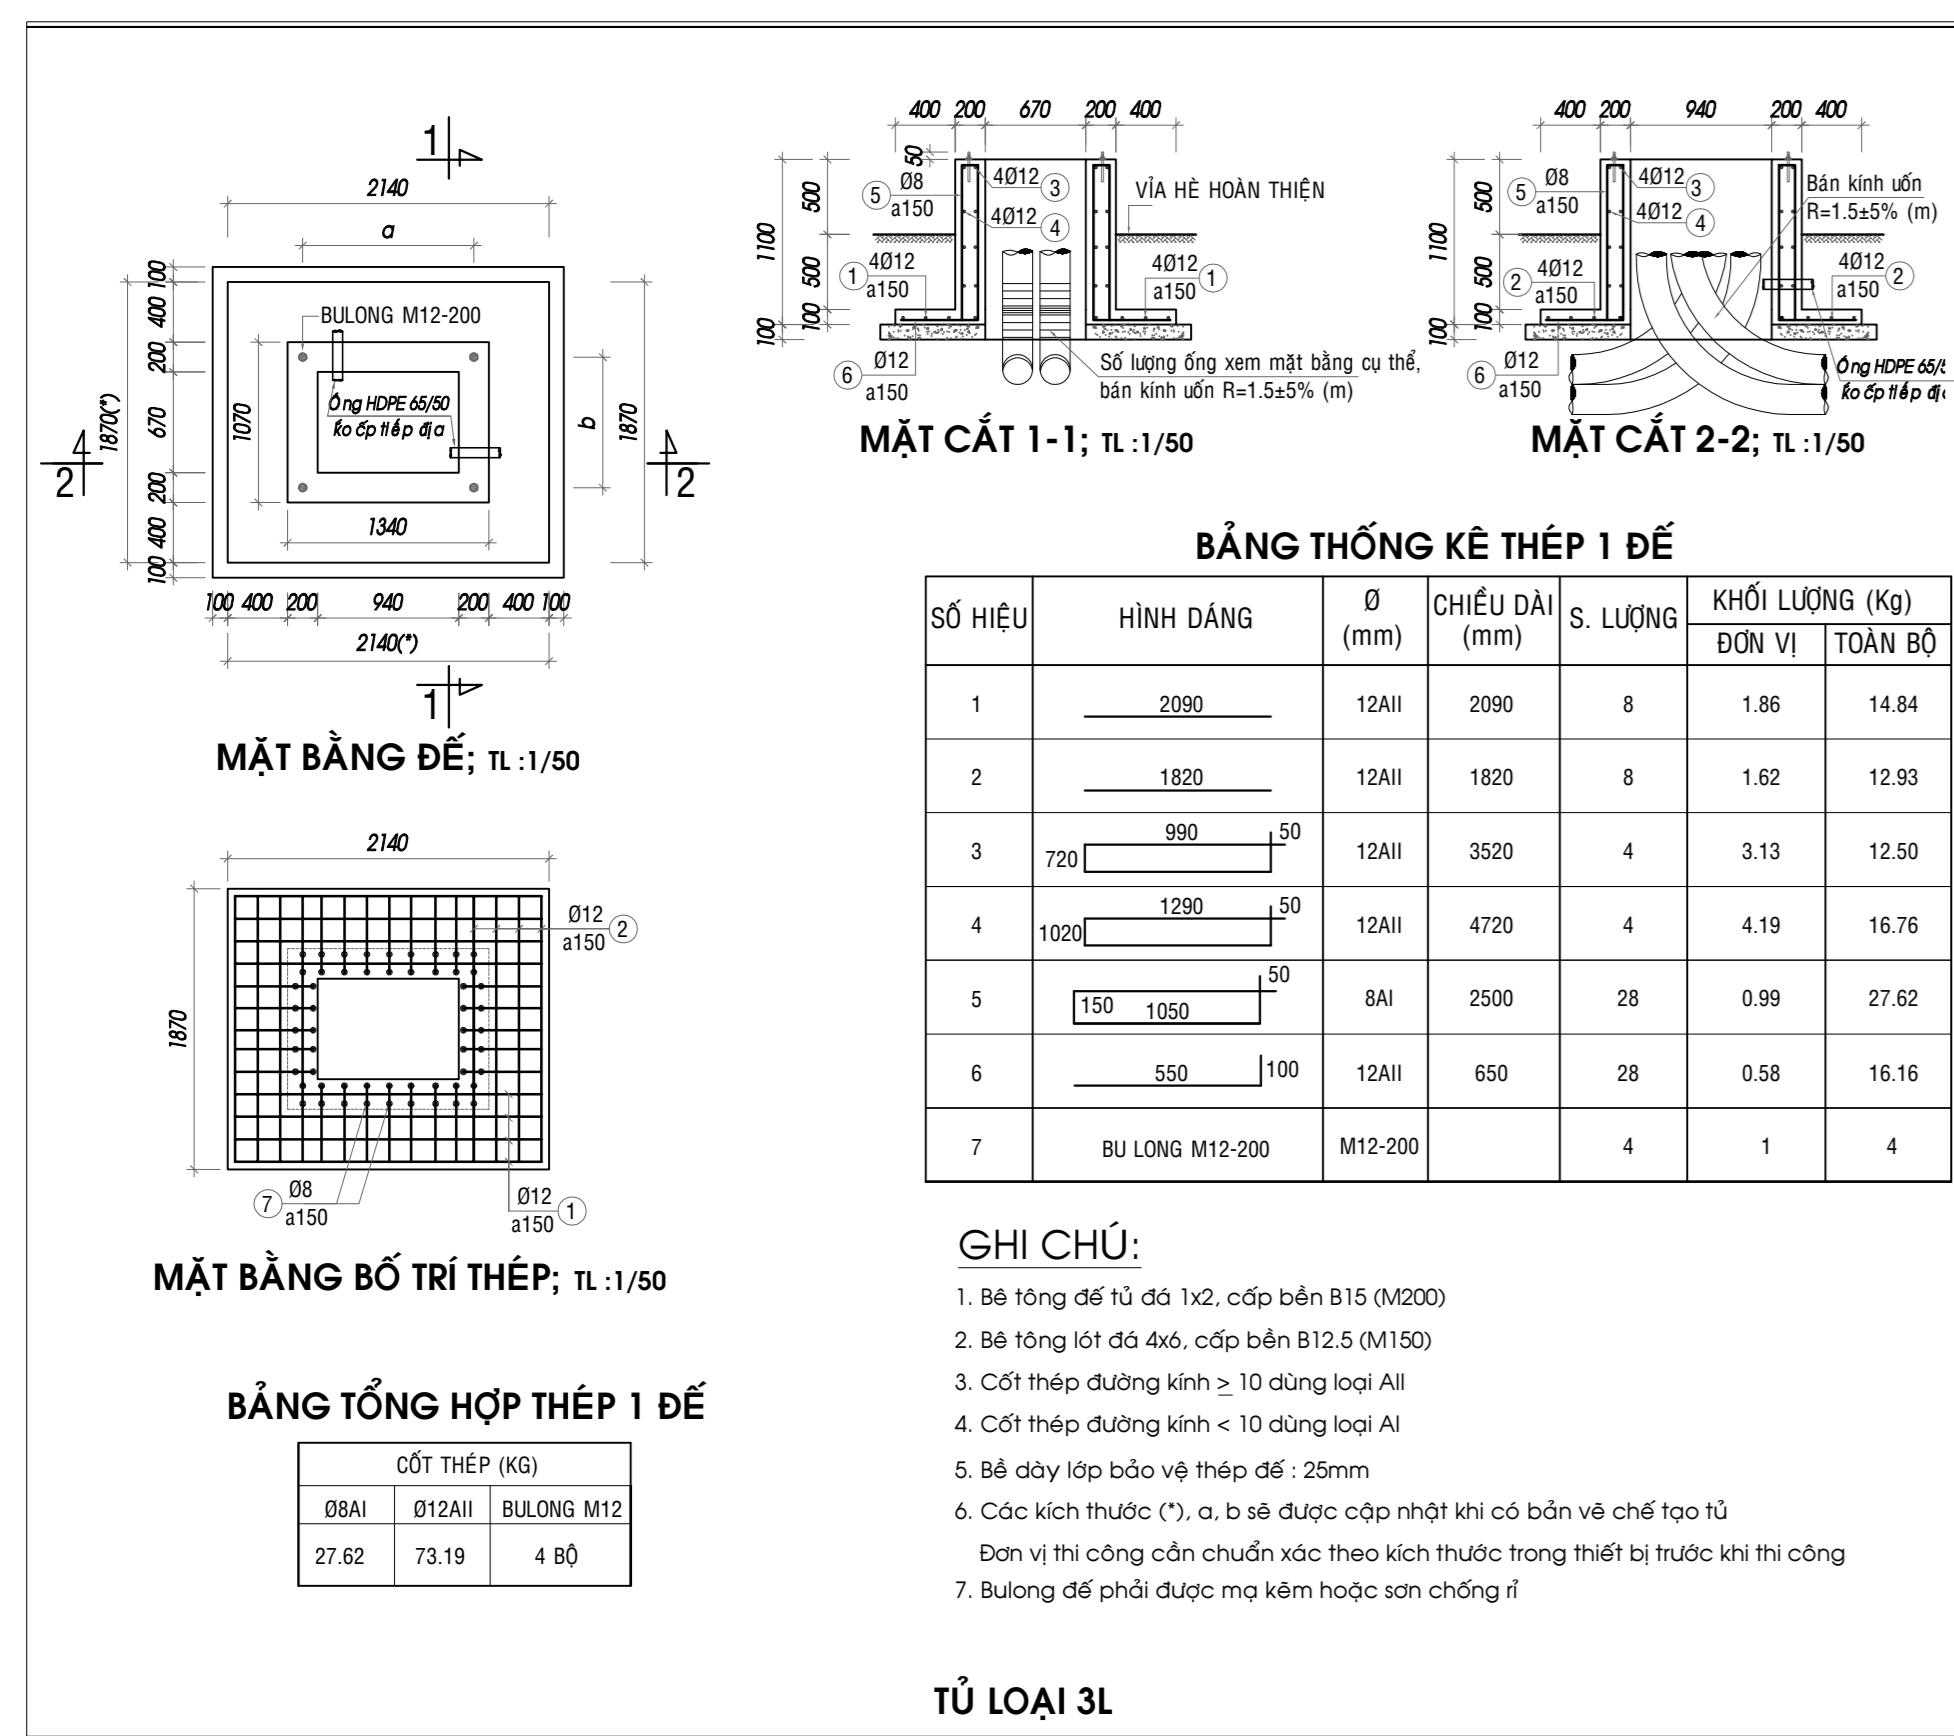 1
2140
a
100
400
200
670
200
400
100
1870(*)
1070
BULONG M12-200
Ống HDPE 65/50
ko cấp tiếp địa
b
1870
1340
2
2
100 400 200 940 200 400 100
2140(*)
1
MẶT BẰNG ĐẾ; TL :1/50
400 200 670 200 400
50
1100
500
500
100
100
5 Ø8
a150
4Ø12 3
4Ø12 4
VỈA HÈ HOÀN THIỆN
1 4Ø12
a150
4Ø12 1
a150
6 Ø12
a150
Số lượng ống xem mặt bằng cụ thể,
bán kính uốn R=1.5±5% (m)
MẶT CẮT 1-1; TL :1/50
400 200 940 200 400
1100
500
500
100
100
5 Ø8
a150
4Ø12 3
4Ø12 4
Bán kính uốn
R=1.5±5% (m)
2 4Ø12
a150
4Ø12 2
a150
6 Ø12
a150
Ống HDPE 65/5
ko cấp tiếp
MẶT CẮT 2-2; TL :1/50
BẢNG THỐNG KÊ THÉP 1 ĐẾ
SỐ HIỆU HÌNH DÁNG Ø (mm) CHIỀU DÀI (mm) S. LƯỢNG KHỐI LƯỢNG (Kg)
ĐƠN VỊ TOÀN BỘ
1 2090 12AII 2090 8 1.86 14.84
2 1820 12AII 1820 8 1.62 12.93
3 720 990 50 12AII 3520 4 3.13 12.50
4 1020 1290 50 12AII 4720 4 4.19 16.76
5 150 1050 50 8AI 2500 28 0.99 27.62
6 550 100 12AII 650 28 0.58 16.16
7 BU LONG M12-200 M12-200 4 1 4
2140
1870
Ø12 2
a150
7 Ø8
a150
Ø12 1
a150
MẶT BẰNG BỐ TRÍ THÉP; TL :1/50
BẢNG TỔNG HỢP THÉP 1 ĐẾ
CỐT THÉP (KG)
Ø8AI Ø12AII BULONG M12
27.62 73.19 4 BỘ
GHI CHÚ:
1. Bê tông đế tủ đá 1x2, cấp bền B15 (M200)
2. Bê tông lót đá 4x6, cấp bền B12.5 (M150)
3. Cốt thép đường kính ≥ 10 dùng loại AII
4. Cốt thép đường kính < 10 dùng loại AI
5. Bề dày lớp bảo vệ thép đế : 25mm
6. Các kích thước (*), a, b sẽ được cập nhật khi có bản vẽ chế tạo tủ
Đơn vị thi công cần chuẩn xác theo kích thước trong thiết bị trước khi thi công
7. Bulong đế phải được mạ kẽm hoặc sơn chống rỉ
TỦ LOẠI 3L